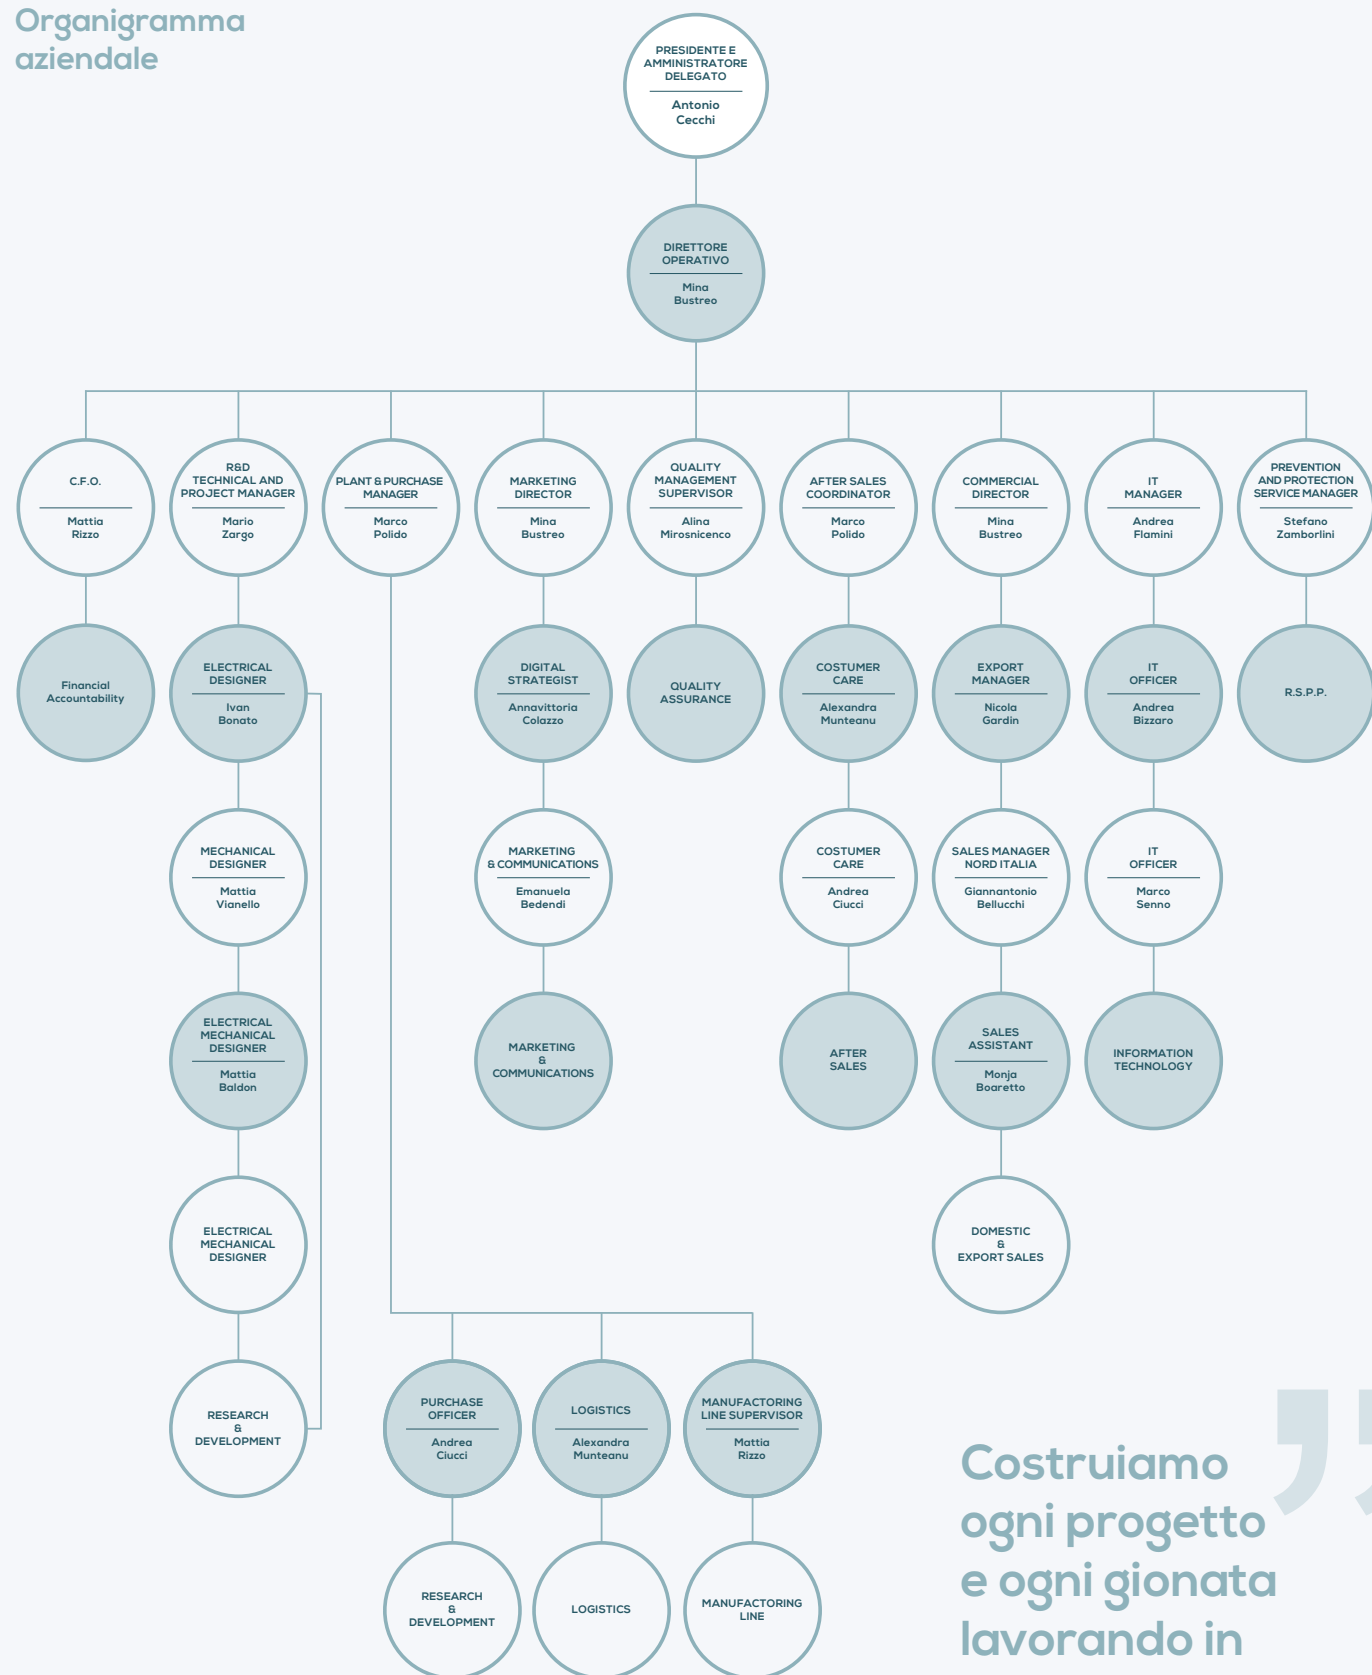 Organigramma
aziendale
PRESIDENTE E
AMMINISTRATORE
DELEGATO
Antonio
Cecchi
DIRETTORE
OPERATIVO
Mina
Bustreo
C.F.O.
Mattia
Rizzo
R&D
TECHNICAL AND
PROJECT MANAGER
Mario
Zargo
PLANT & PURCHASE
MANAGER
Marco
Polido
MARKETING
DIRECTOR
Mina
Bustreo
QUALITY
MANAGEMENT
SUPERVISOR
Alina
Mirosnicenco
AFTER SALES
COORDINATOR
Marco
Polido
COMMERCIAL
DIRECTOR
Mina
Bustreo
IT
MANAGER
Andrea
Flamini
PREVENTION
AND PROTECTION
SERVICE MANAGER
Stefano
Zamborlini
Financial
Accountability
ELECTRICAL
DESIGNER
Ivan
Bonato
DIGITAL
STRATEGIST
Annavittoria
Colazzo
QUALITY
ASSURANCE
COSTUMER
CARE
Alexandra
Munteanu
EXPORT
MANAGER
Nicola
Gardin
IT
OFFICER
Andrea
Bizzaro
R.S.P.P.
MECHANICAL
DESIGNER
Mattia
Vianello
MARKETING
& COMMUNICATIONS
Emanuela
Bedendi
COSTUMER
CARE
Andrea
Ciucci
SALES MANAGER
NORD ITALIA
Giannantonio
Bellucchi
IT
OFFICER
Marco
Senno
ELECTRICAL
MECHANICAL
DESIGNER
Mattia
Baldon
MARKETING
&
COMMUNICATIONS
AFTER
SALES
SALES
ASSISTANT
Monja
Boaretto
INFORMATION
TECHNOLOGY
ELECTRICAL
MECHANICAL
DESIGNER
DOMESTIC
&
EXPORT SALES
RESEARCH
&
DEVELOPMENT
PURCHASE
OFFICER
Andrea
Ciucci
LOGISTICS
Alexandra
Munteanu
MANUFACTORING
LINE SUPERVISOR
Mattia
Rizzo
RESEARCH
&
DEVELOPMENT
LOGISTICS
MANUFACTORING
LINE
Costruiamo
ogni progetto
e ogni gionata
lavorando in